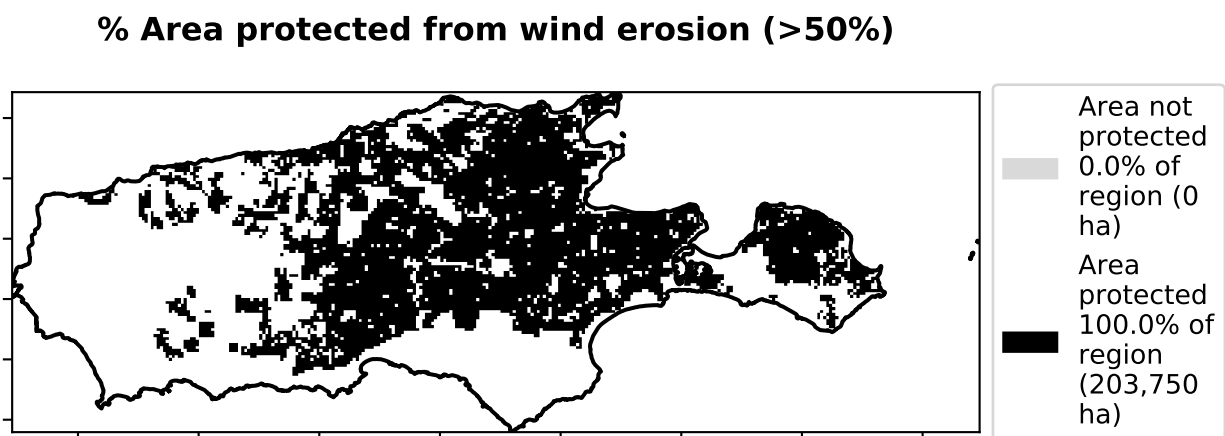 % Area protected from wind erosion (>50%)
Area not
protected
0.0% of
region (0
ha)
Area
protected
100.0% of
region
(203,750
ha)